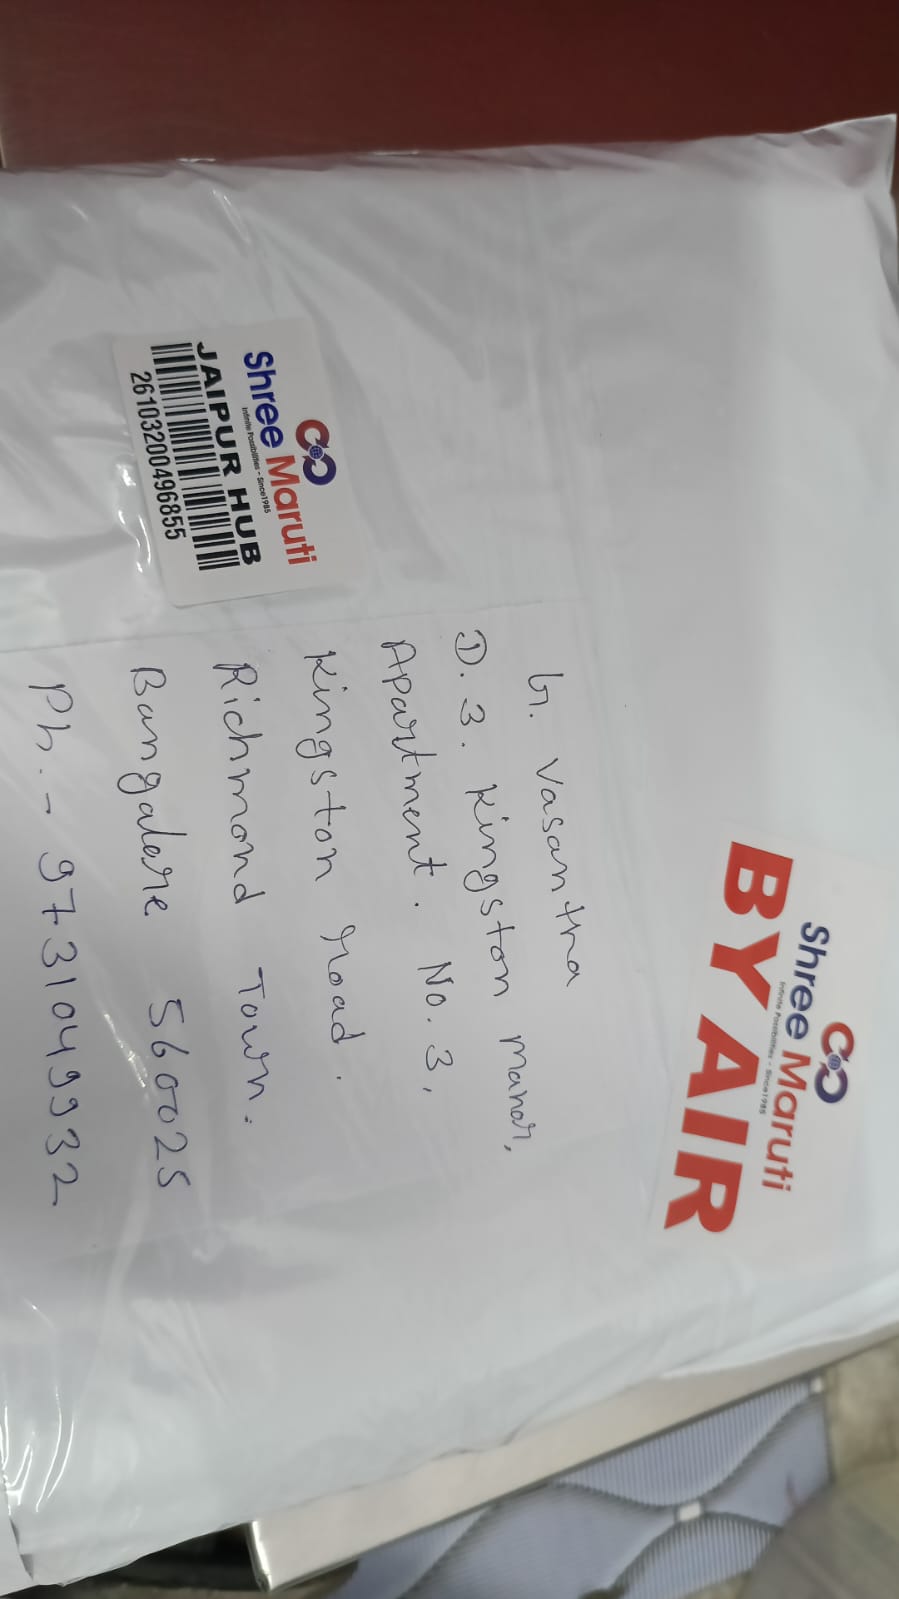 Shree Maruti
Infinite Possibilities - Since 1985
BY AIR
Shree Maruti
Infinite Possibilities - Since 1985
JAIPUR HUB
26103200496855
G. Vasantha
D. 3. Kingston manor,
Apartment. No. 3,
Kingston road.
Richmond Town.
Bangalore 560025
Ph. - 9731049932